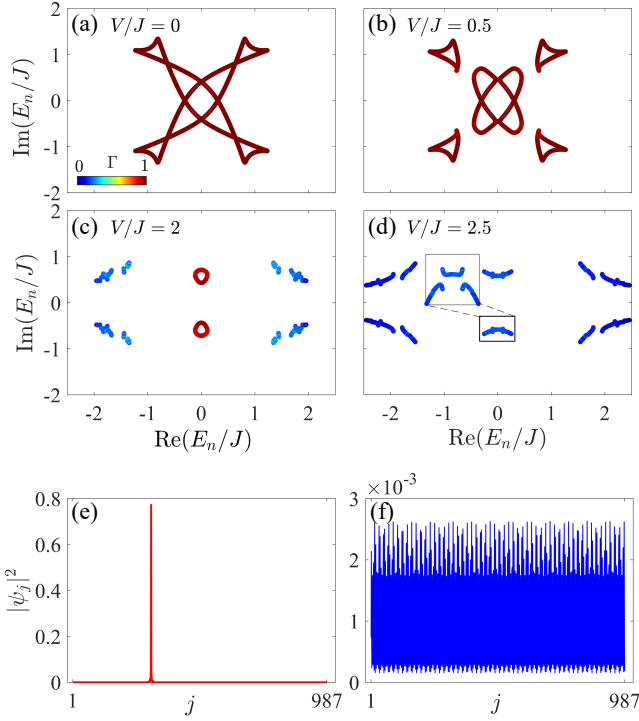 (a) V/J = 0
(b) V/J = 0.5
Im(E_n/J)
2
1
0
-1
-2
0 Γ 1
(c) V/J = 2
(d) V/J = 2.5
Im(E_n/J)
2
1
0
-1
-2
-2 -1 0 1 2
-2 -1 0 1 2
Re(E_n/J)
Re(E_n/J)
(e)
|ψ_j|^2
0.8
0.6
0.4
0.2
0
1 j 987
×10^-3
(f)
3
2
1
0
1 j 987